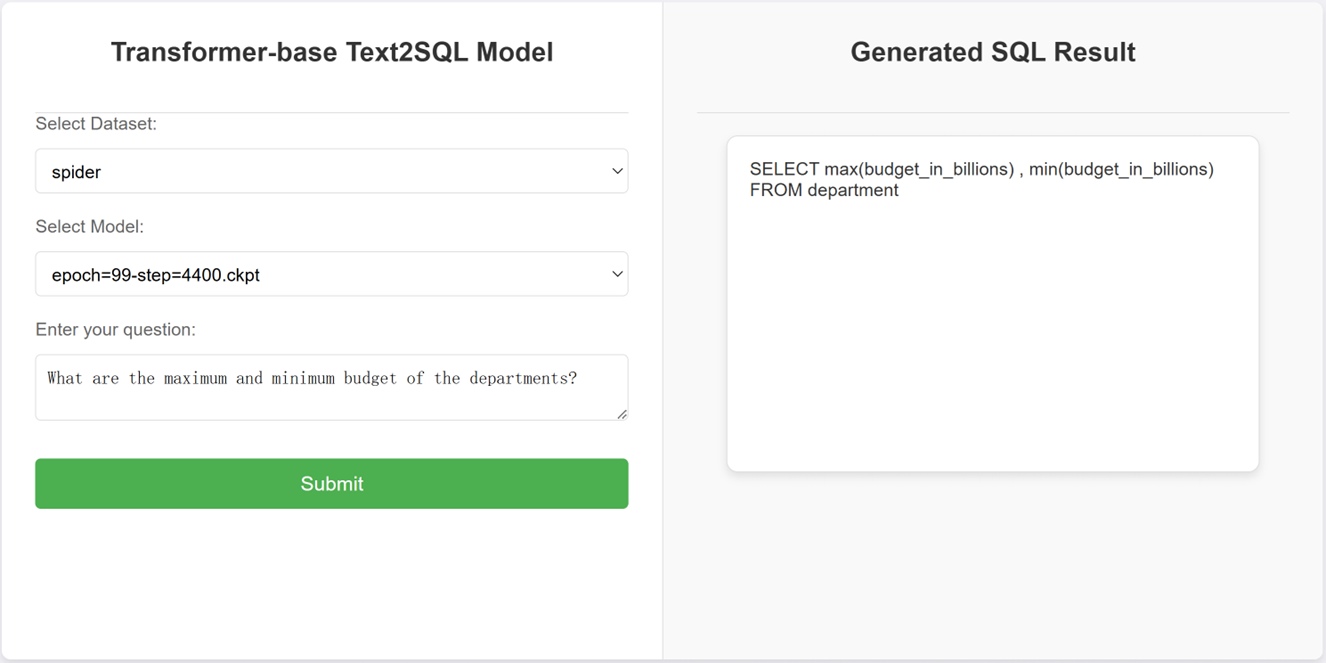 Transformer-base Text2SQL Model
Select Dataset:
spider
Select Model:
epoch=99-step=4400.ckpt
Enter your question:
What are the maximum and minimum budget of the departments?
Submit
Generated SQL Result
SELECT max(budget_in_billions) , min(budget_in_billions)
FROM department